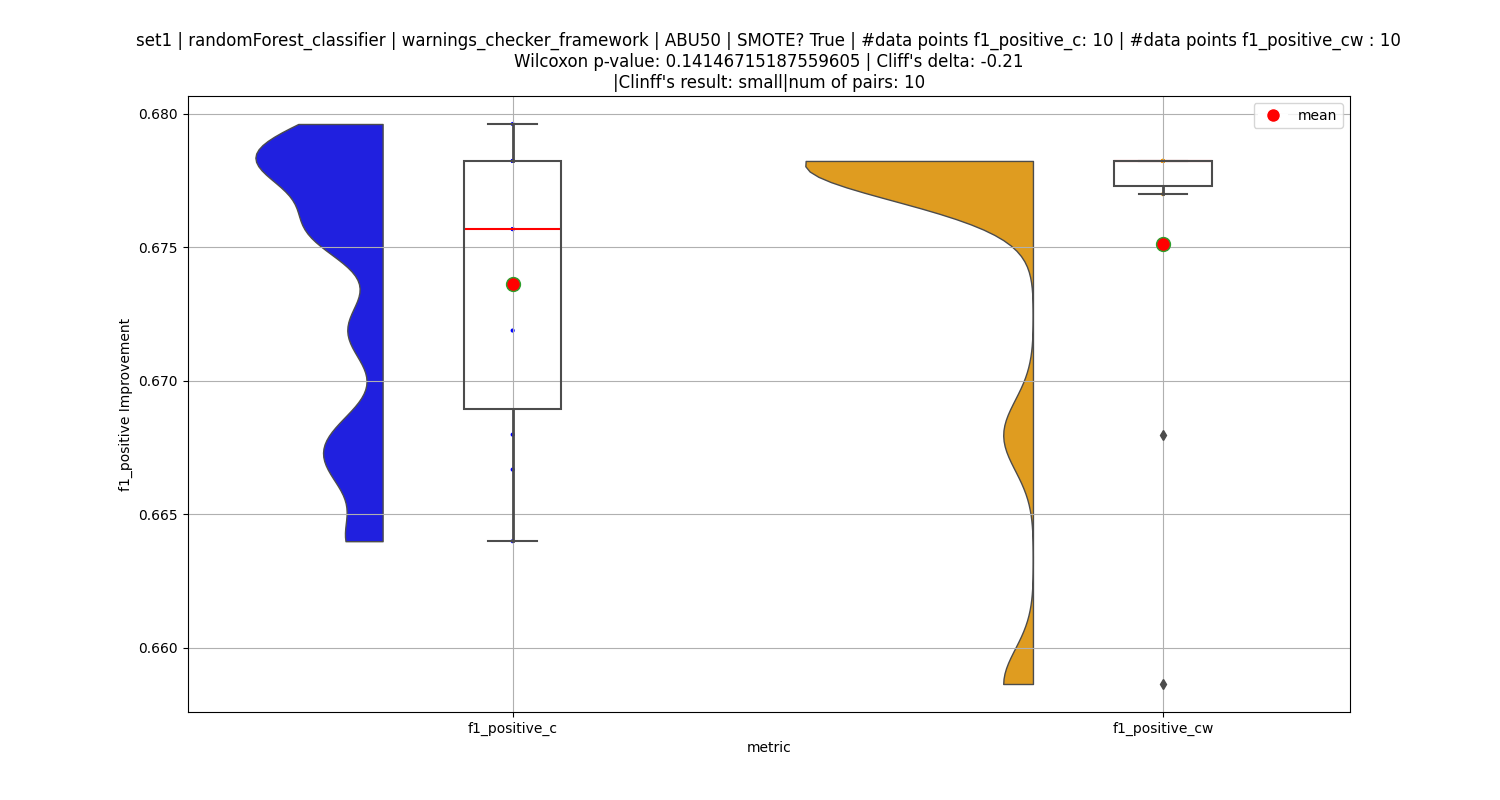 set1 | randomForest_classifier | warnings_checker_framework | ABU50 | SMOTE? True | #data points f1_positive_c: 10 | #data points f1_positive_cw : 10
Wilcoxon p-value: 0.14146715187559605 | Cliff's delta: -0.21
|Clinff's result: small|num of pairs: 10
mean
0.680
0.675
0.670
0.665
0.660
f1_positive Improvement
f1_positive_c
f1_positive_cw
metric